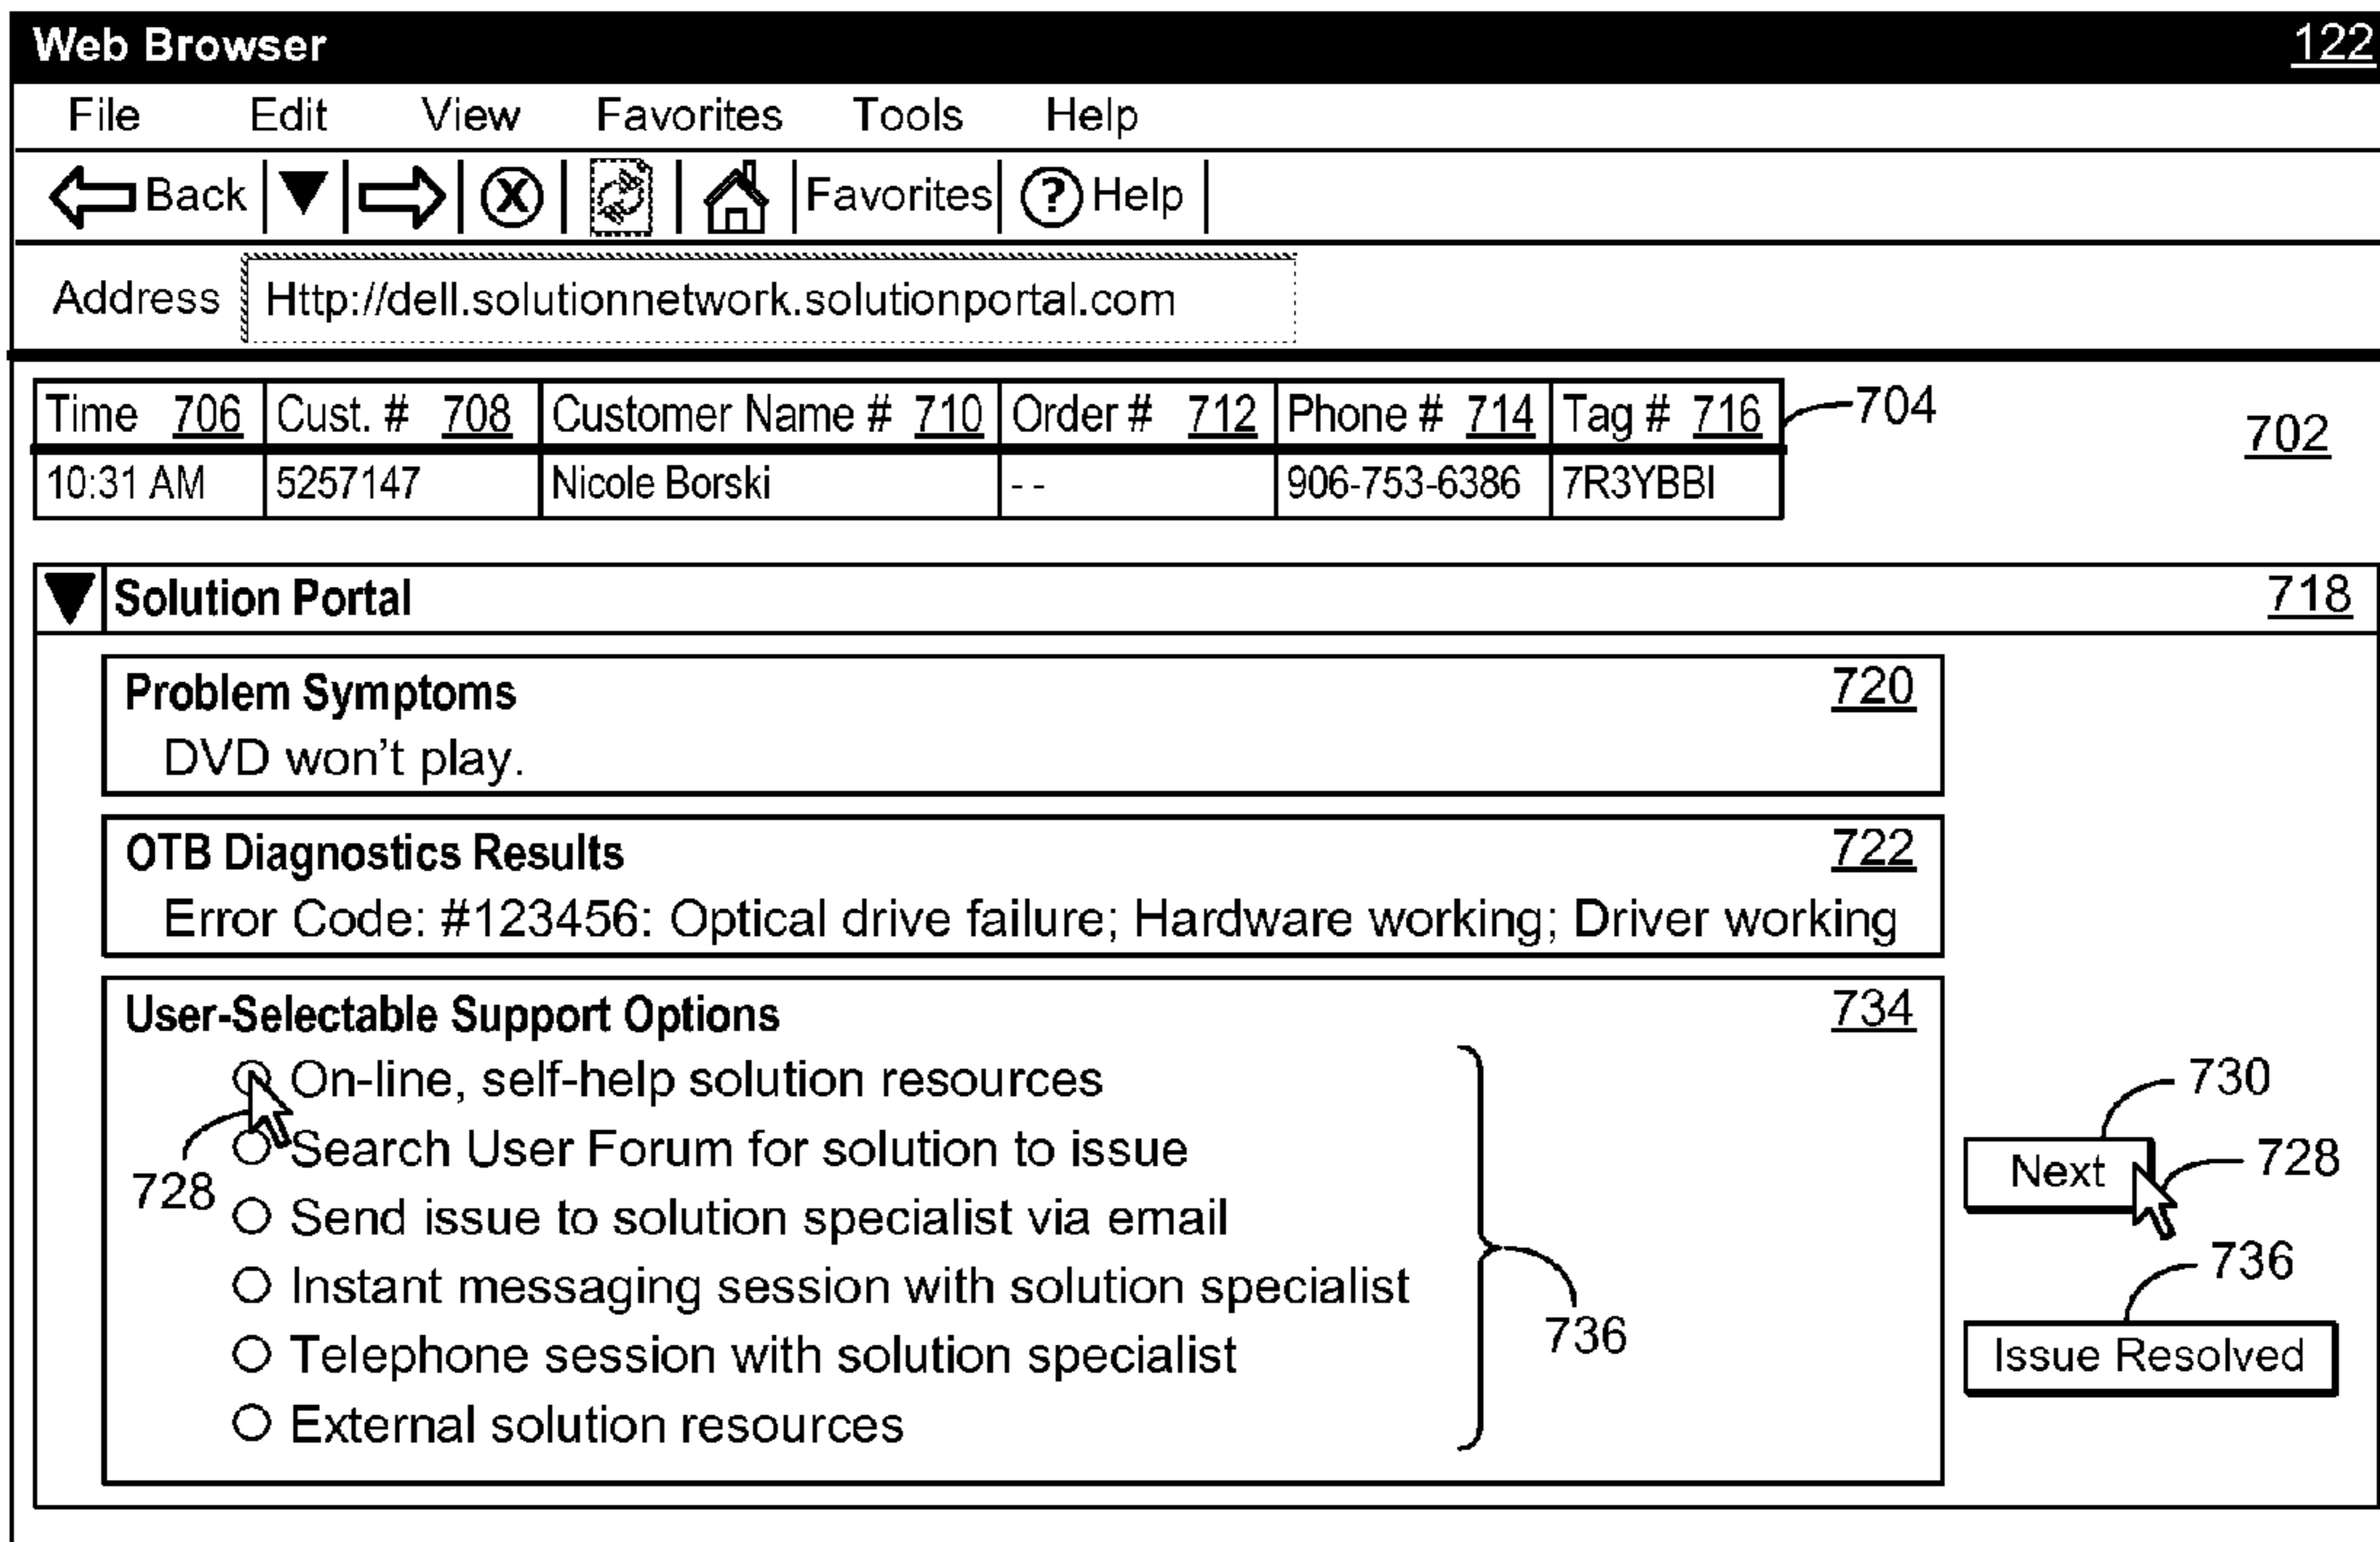 Web Browser 122
File Edit View Favorites Tools Help
Back X Favorites ? Help
Address Http://dell.solutionnetwork.solutionportal.com
Time 706 Cust. # 708 Customer Name # 710 Order # 712 Phone # 714 Tag # 716 704
702
10:31 AM 5257147 Nicole Borski - - 906-753-6386 7R3YBBI
Solution Portal 718
Problem Symptoms 720
DVD won't play.
OTB Diagnostics Results 722
Error Code: #123456: Optical drive failure; Hardware working; Driver working
User-Selectable Support Options 734
On-line, self-help solution resources 730
Search User Forum for solution to issue
728 Next 728
Send issue to solution specialist via email
Instant messaging session with solution specialist 736
736
Telephone session with solution specialist Issue Resolved
External solution resources